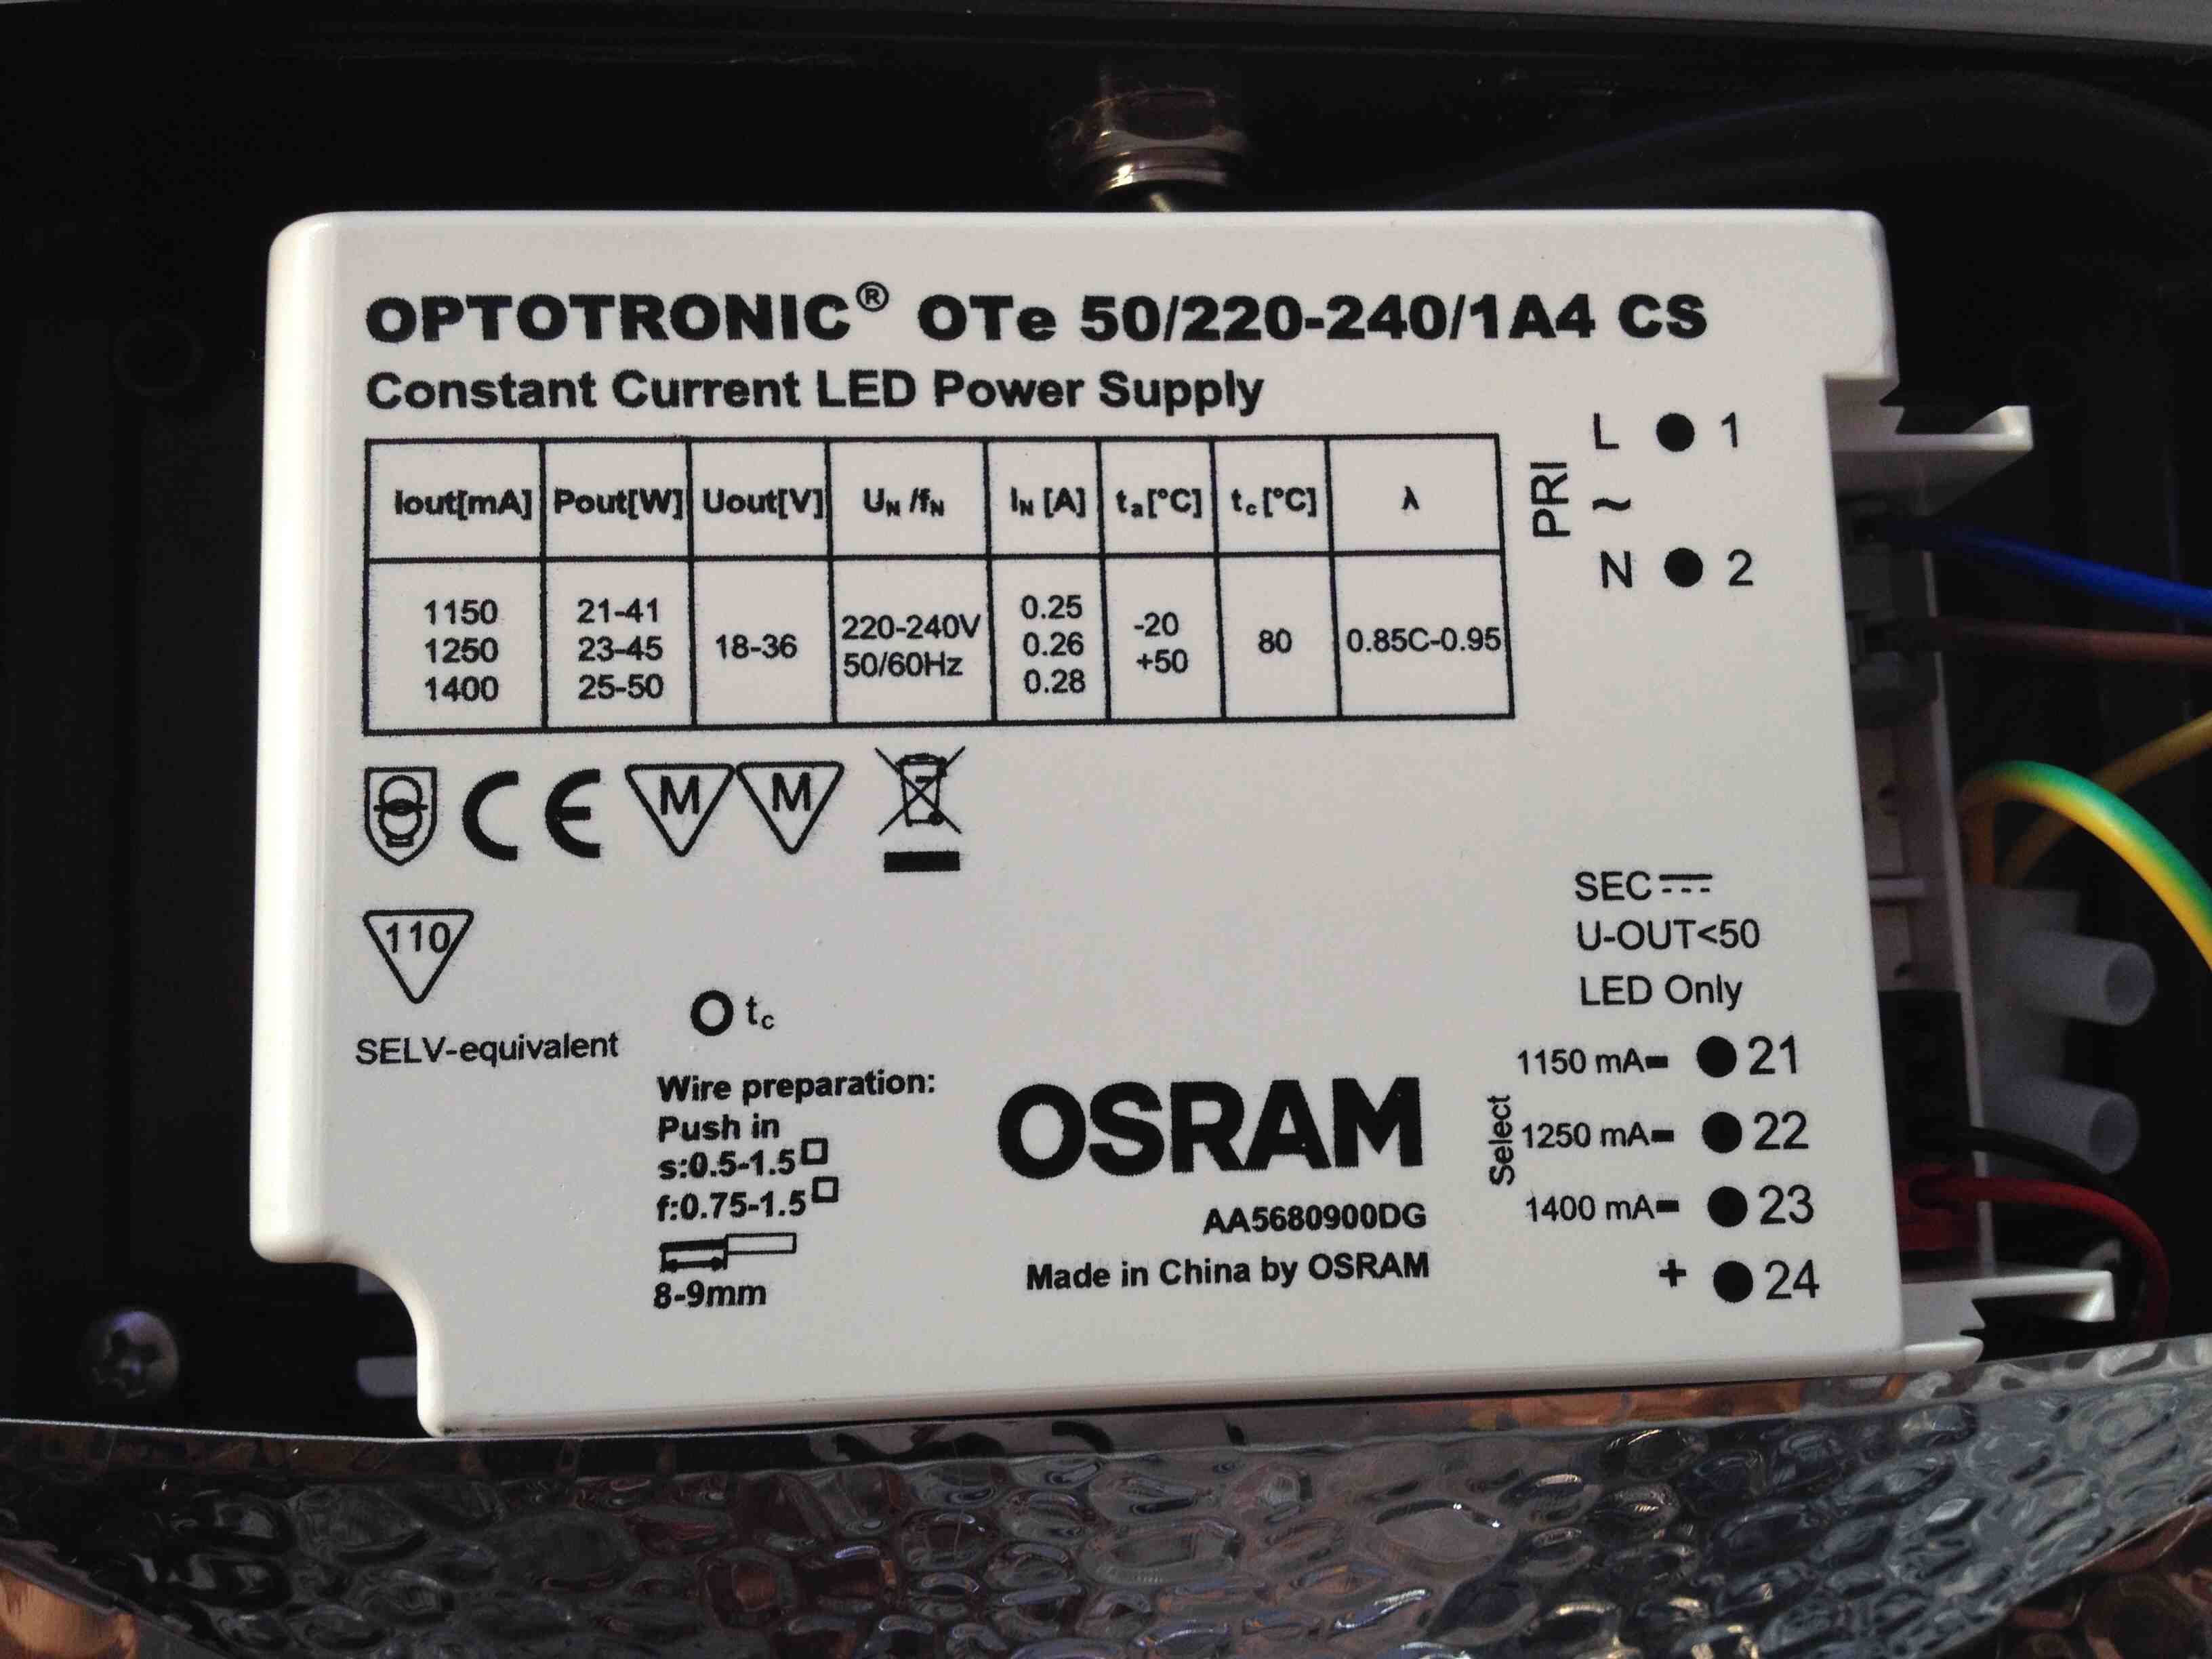 OPTOTRONIC® OTe 50/220-240/1A4 CS
Constant Current LED Power Supply
Iout[mA] Pout[W] Uout[V] UN /fN IN [A] ta[°C] tc[°C] λ
1150
1250
1400
21-41
23-45
25-50
18-36
220-240V
50/60Hz
0.25
0.26
0.28
-20
+50
80
0.85C-0.95
PRI
L 1
~
N 2
CE M M
110
SELV-equivalent
tc
Wire preparation:
Push in
s:0.5-1.5□
f:0.75-1.5□
8-9mm
OSRAM
AA5680900DG
Made in China by OSRAM
SEC
U-OUT<50
LED Only
Select
1150 mA- 21
1250 mA- 22
1400 mA- 23
+ 24